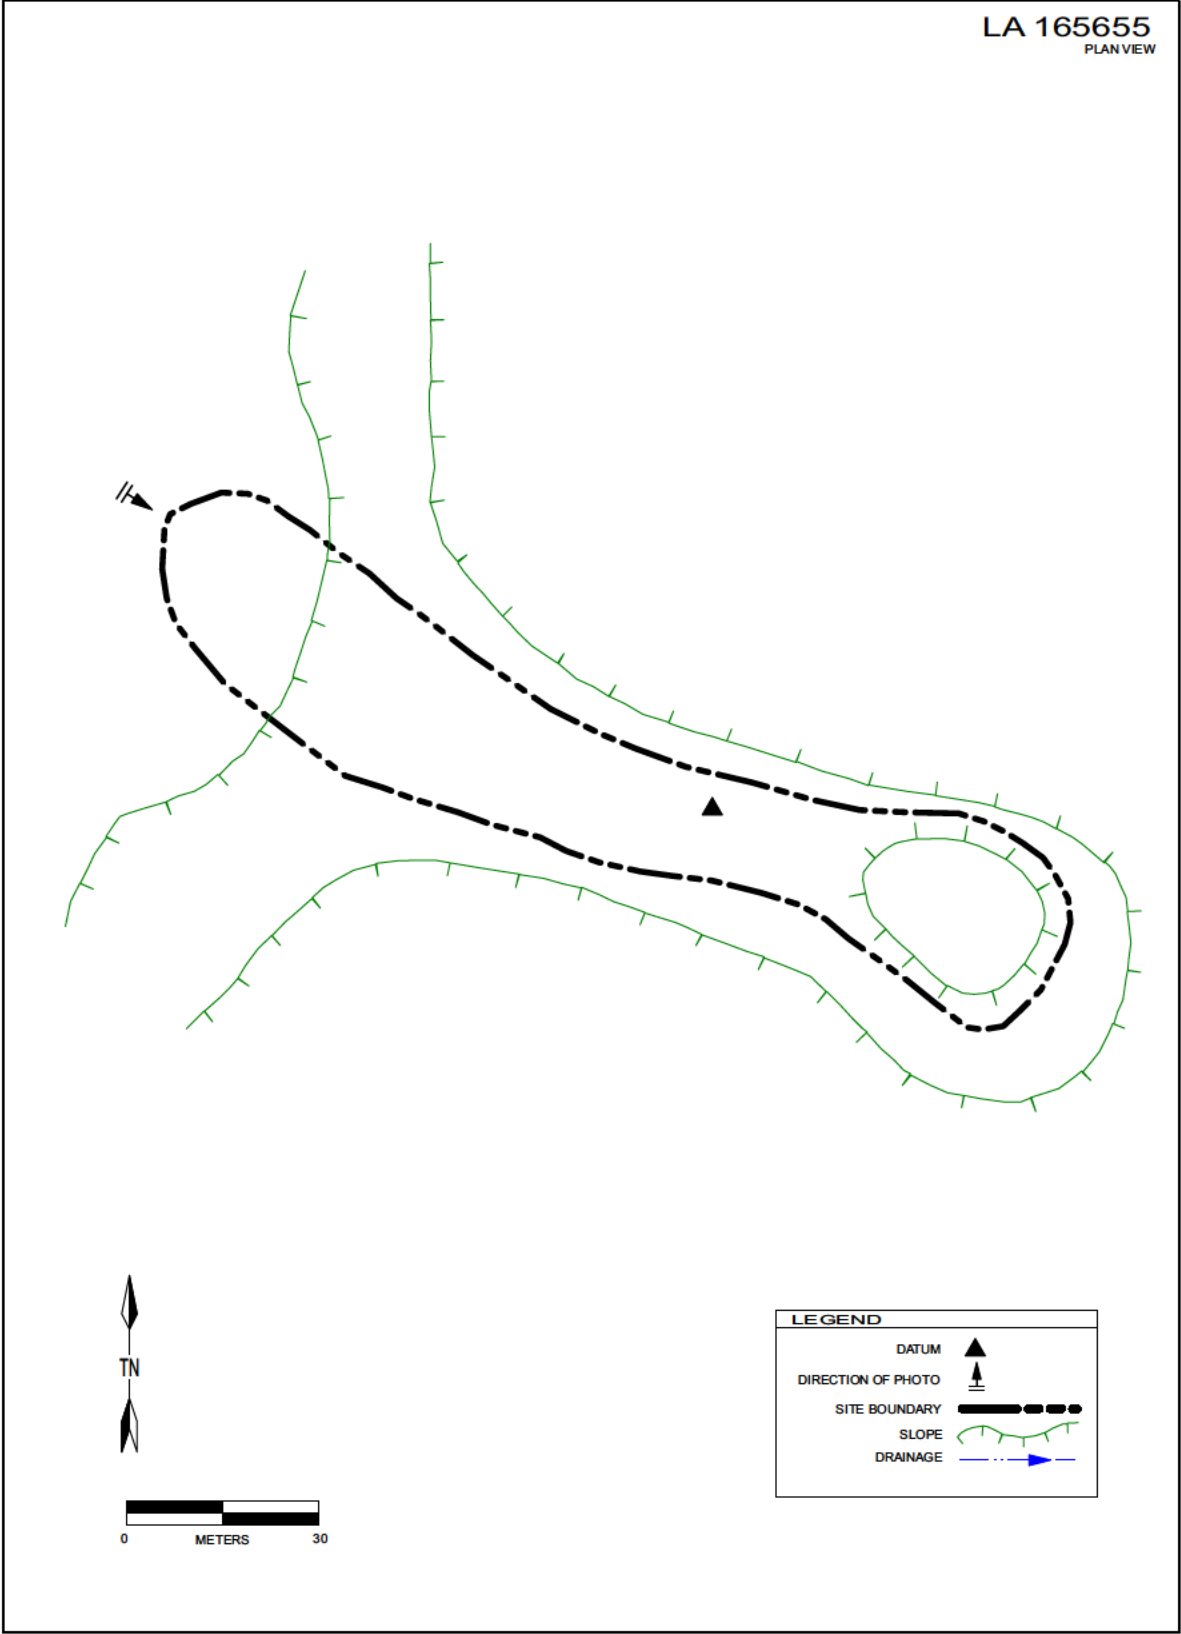 LA 165655
PLAN VIEW
TN
0 METERS 30
LEGEND
DATUM
DIRECTION OF PHOTO
SITE BOUNDARY
SLOPE
DRAINAGE